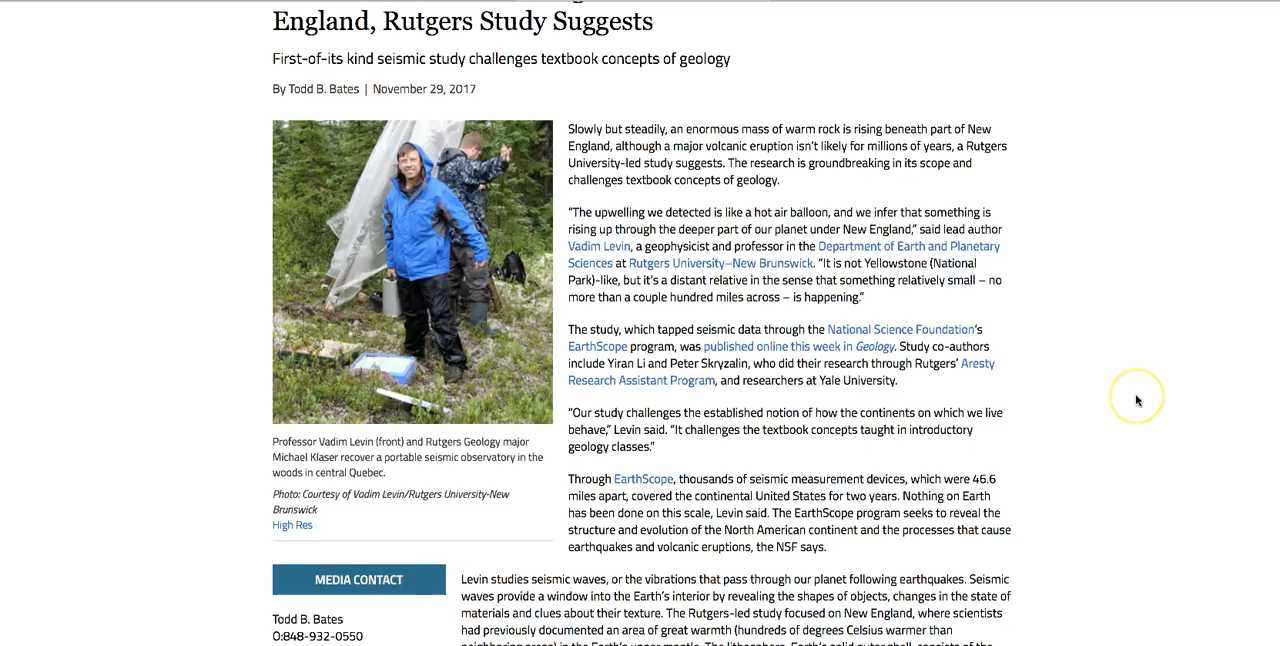 England, Rutgers Study Suggests
First-of-its kind seismic study challenges textbook concepts of geology
By Todd B. Bates | November 29, 2017
Slowly but steadily, an enormous mass of warm rock is rising beneath part of New
England, although a major volcanic eruption isn't likely for millions of years, a Rutgers
University-led study suggests. The research is groundbreaking in its scope and
challenges textbook concepts of geology.
“The upwelling we detected is like a hot air balloon, and we infer that something is
rising up through the deeper part of our planet under New England,” said lead author
Vadim Levin, a geophysicist and professor in the Department of Earth and Planetary
Sciences at Rutgers University–New Brunswick. “It is not Yellowstone (National
Park)-like, but it's a distant relative in the sense that something relatively small – no
more than a couple hundred miles across – is happening.”
The study, which tapped seismic data through the National Science Foundation's
EarthScope program, was published online this week in Geology. Study co-authors
include Yiran Li and Peter Skryzalin, who did their research through Rutgers' Aresty
Research Assistant Program, and researchers at Yale University.
“Our study challenges the established notion of how the continents on which we live
behave,” Levin said. “It challenges the textbook concepts taught in introductory
geology classes.”
Through EarthScope, thousands of seismic measurement devices, which were 46.6
miles apart, covered the continental United States for two years. Nothing on Earth
has been done on this scale, Levin said. The EarthScope program seeks to reveal the
structure and evolution of the North American continent and the processes that cause
earthquakes and volcanic eruptions, the NSF says.
Professor Vadim Levin (front) and Rutgers Geology major
Michael Klaser recover a portable seismic observatory in the
woods in central Quebec.
Photo: Courtesy of Vadim Levin/Rutgers University-New
Brunswick
High Res
MEDIA CONTACT
Todd B. Bates
O:848-932-0550
Levin studies seismic waves, or the vibrations that pass through our planet following earthquakes. Seismic
waves provide a window into the Earth's interior by revealing the shapes of objects, changes in the state of
materials and clues about their texture. The Rutgers-led study focused on New England, where scientists
had previously documented an area of great warmth (hundreds of degrees Celsius warmer than
neighboring areas) in the Earth's upper mantle. The lithosphere, Earth's solid outer shell, consists of the